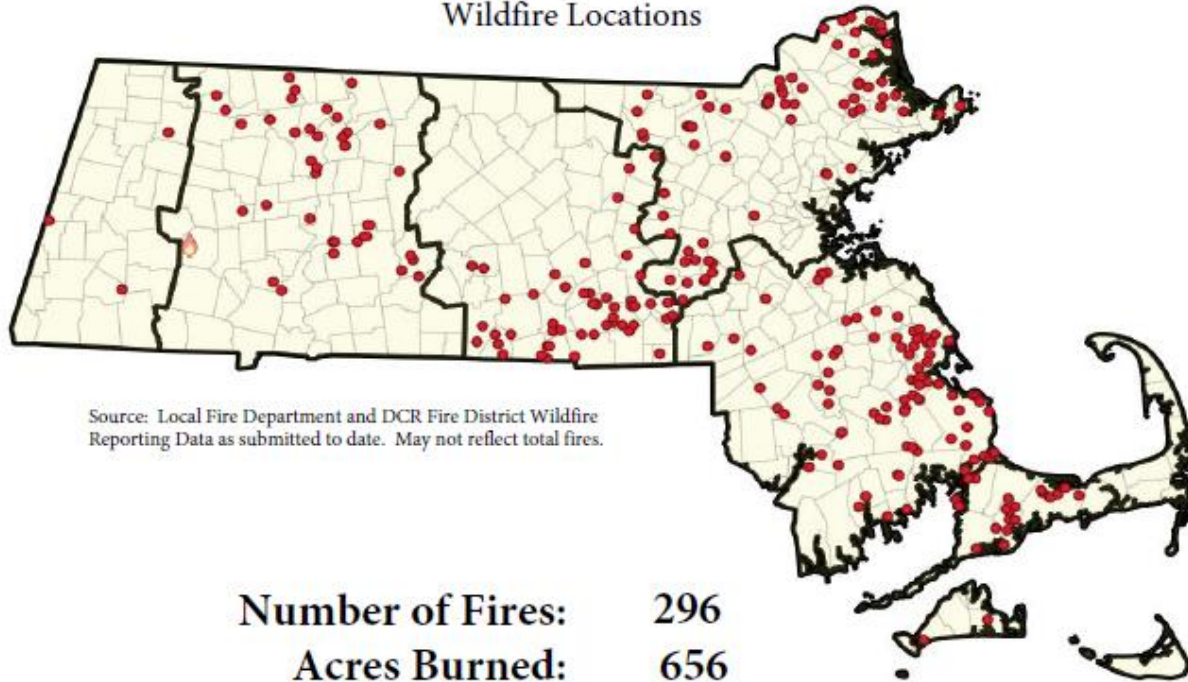 Wildfire Locations
Source: Local Fire Department and DCR Fire District Wildfire
Reporting Data as submitted to date. May not reflect total fires.
Number of Fires: 296
Acres Burned: 656